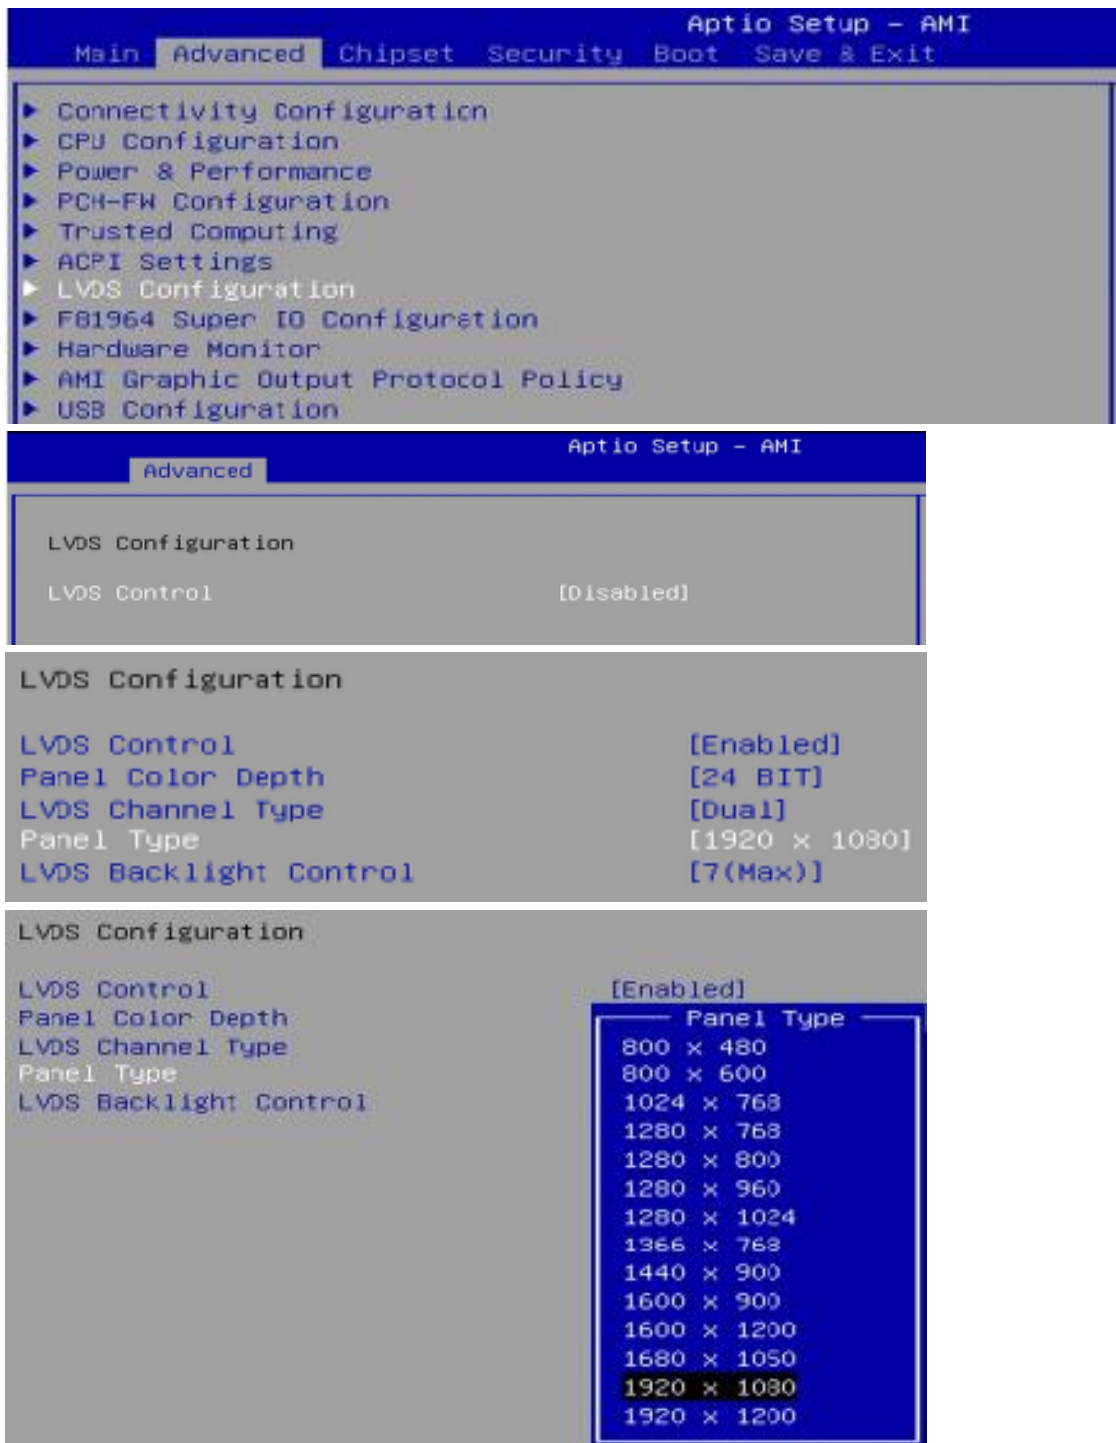 Aptio Setup - AMI
Main Advanced Chipset Security Boot Save & Exit
Connectivity Configuration
CPU Configuration
Power & Performance
PCH-FW Configuration
Trusted Computing
ACPI Settings
LVDS Configuration
F81964 Super IO Configuration
Hardware Monitor
AMI Graphic Output Protocol Policy
USB Configuration
Aptio Setup - AMI
Advanced
LVDS Configuration
LVDS Control [Disabled]
LVDS Configuration
LVDS Control [Enabled]
Panel Color Depth [24 BIT]
LVDS Channel Type [Dual]
Panel Type [1920 x 1080]
LVDS Backlight Control [7(Max)]
LVDS Configuration
LVDS Control [Enabled]
Panel Color Depth
LVDS Channel Type
Panel Type
LVDS Backlight Control
Panel Type
800 x 480
800 x 600
1024 x 768
1280 x 768
1280 x 800
1280 x 960
1280 x 1024
1366 x 768
1440 x 900
1600 x 900
1600 x 1200
1680 x 1050
1920 x 1080
1920 x 1200